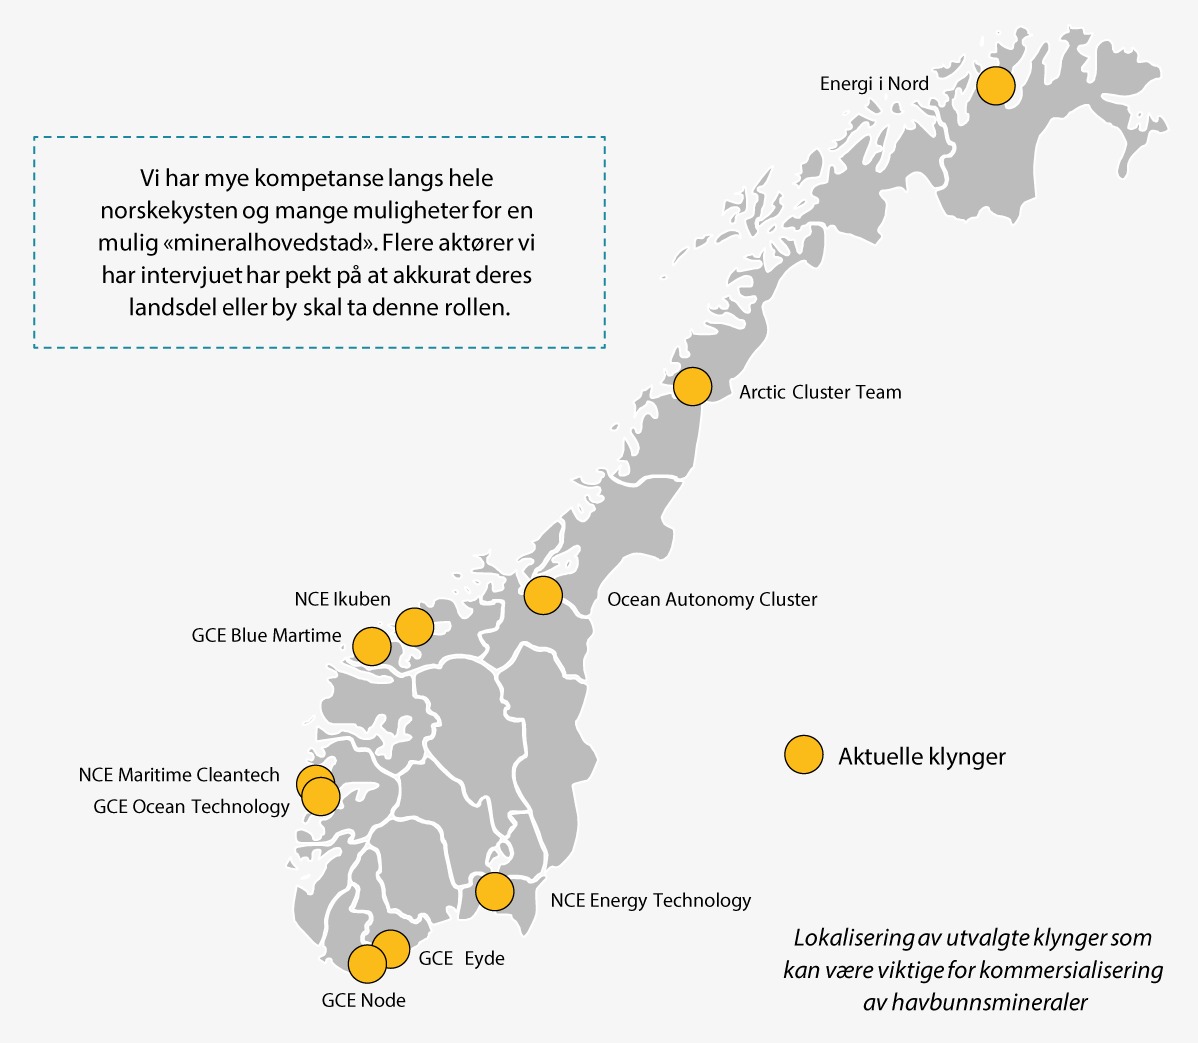 Energi i Nord
Vi har mye kompetanse langs hele
norskekysten og mange muligheter for en
mulig «mineralhovedstad». Flere aktører vi
har intervjuet har pekt på at akkurat deres
landsdel eller by skal ta denne rollen.
Arctic Cluster Team
NCE Ikuben
Ocean Autonomy Cluster
GCE Blue Martime
Aktuelle klynger
NCE Maritime Cleantech
GCE Ocean Technology
NCE Energy Technology
GCE Eyde
GCE Node
Lokalisering av utvalgte klynger som
kan være viktige for kommersialisering
av havbunnsmineraler